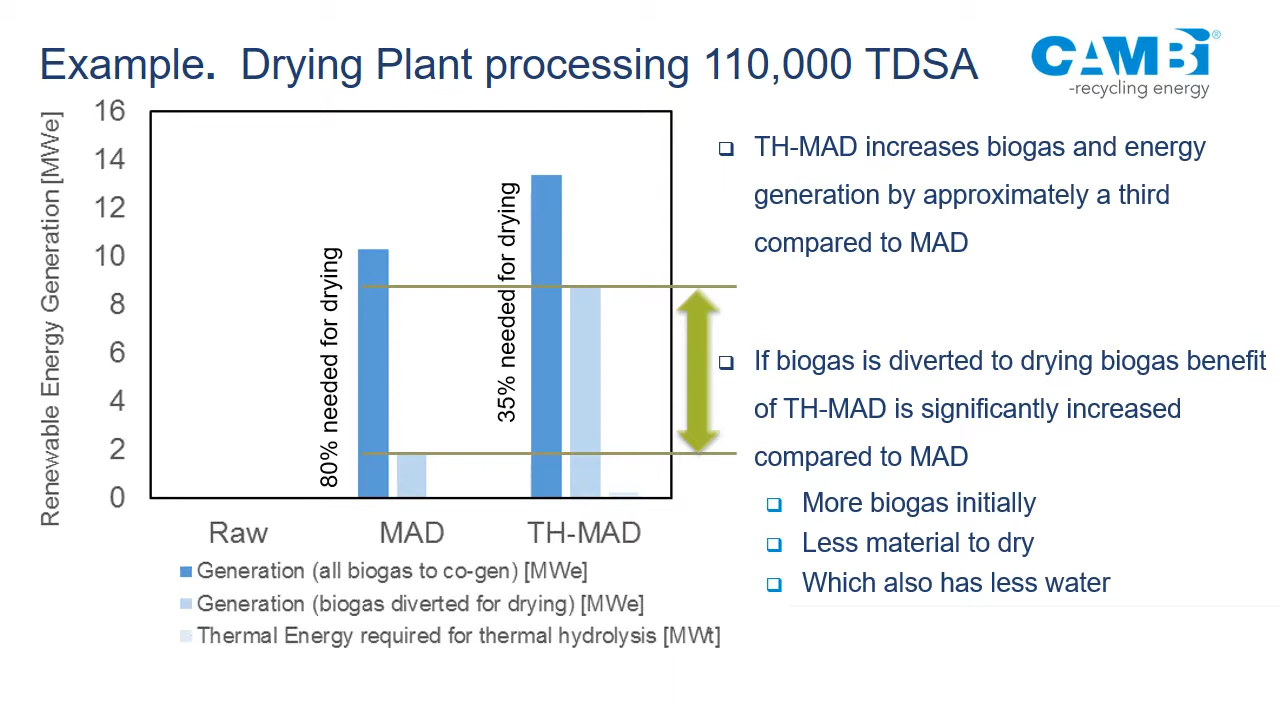 Example.  Drying Plant processing 110,000 TDSA
CAMBI®
-recycling energy
Renewable Energy Generation [MWe]
16
14
12
10
8
6
4
2
0
80% needed for drying
35% needed for drying
Raw
MAD
TH-MAD
Generation (all biogas to co-gen) [MWe]
Generation (biogas diverted for drying) [MWe]
Thermal Energy required for thermal hydrolysis [MWt]
TH-MAD increases biogas and energy
generation by approximately a third
compared to MAD
If biogas is diverted to drying biogas benefit
of TH-MAD is significantly increased
compared to MAD
More biogas initially
Less material to dry
Which also has less water